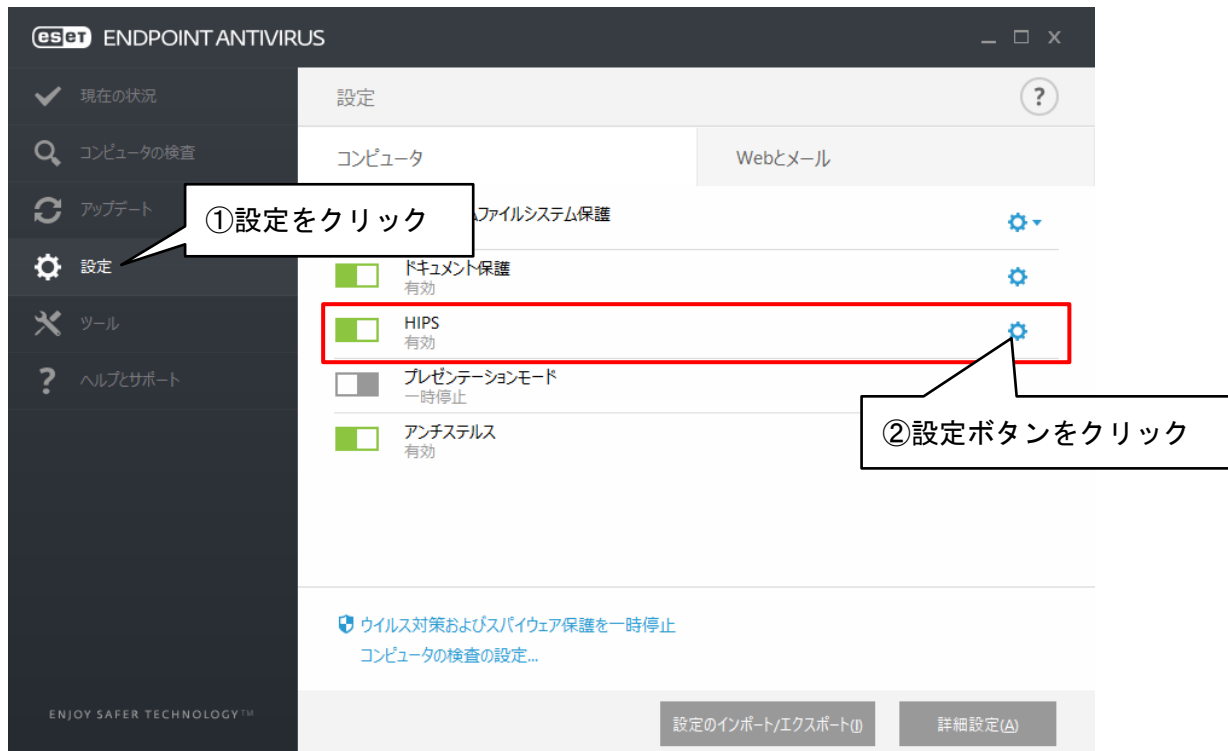 eset ENDPOINT ANTIVIRUS
現在の状況
コンピュータの検査
アップデート
設定
ツール
ヘルプとサポート
ENJOY SAFER TECHNOLOGY™
設定
?
コンピュータ
Webとメール
①設定をクリック
ムファイルシステム保護
ドキュメント保護
有効
HIPS
有効
プレゼンテーションモード
一時停止
アンチステルス
有効
②設定ボタンをクリック
ウイルス対策およびスパイウェア保護を一時停止
コンピュータの検査の設定...
設定のインポート/エクスポート(I)
詳細設定(A)